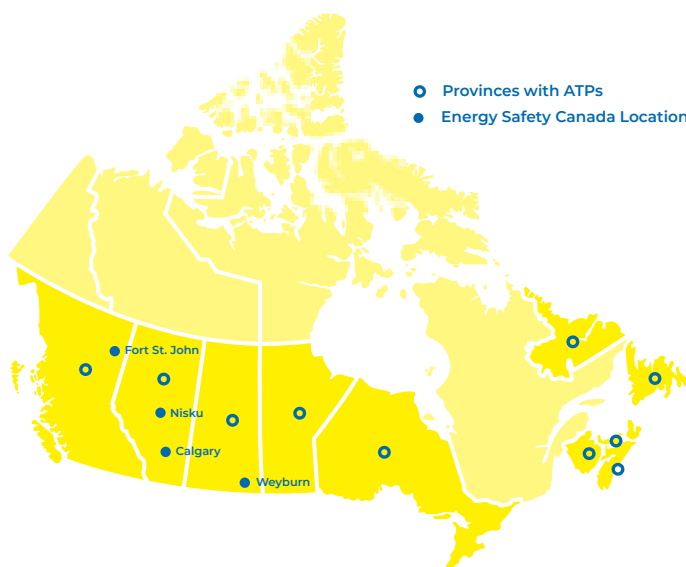 Provinces with ATPs
Energy Safety Canada Location
Fort St. John
Nisku
Calgary
Weyburn